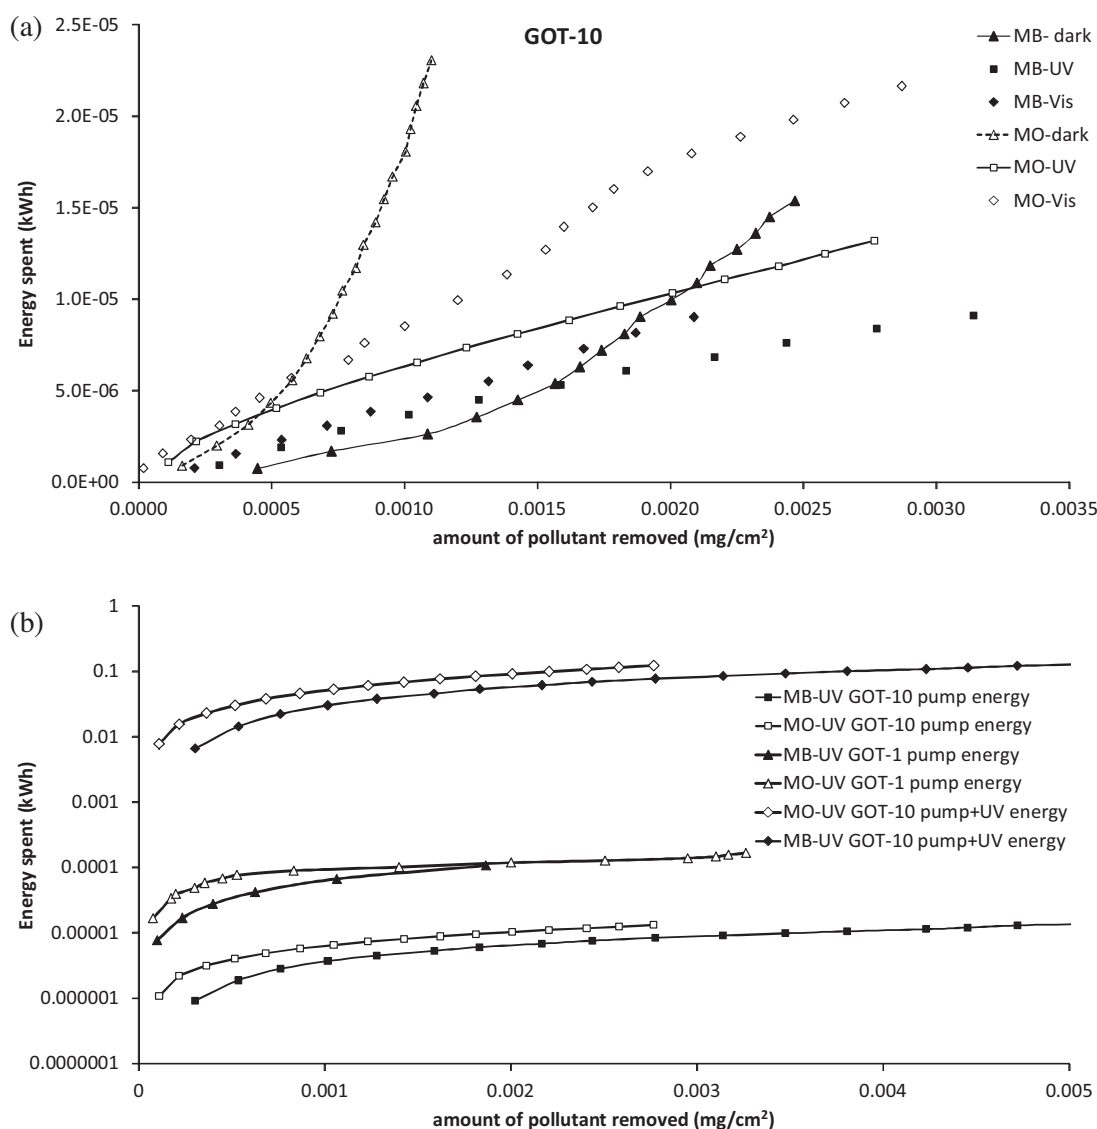 (a)
GOT-10
2.5E-05
2.0E-05
1.5E-05
1.0E-05
5.0E-06
0.0E+00
Energy spent (kWh)
0.0000 0.0005 0.0010 0.0015 0.0020 0.0025 0.0030 0.0035
amount of pollutant removed (mg/cm²)
MB- dark
MB-UV
MB-Vis
MO-dark
MO-UV
MO-Vis
(b)
1
0.1
0.01
0.001
0.0001
0.00001
0.000001
0.0000001
Energy spent (kWh)
0 0.001 0.002 0.003 0.004 0.005
amount of pollutant removed (mg/cm²)
MB-UV GOT-10 pump energy
MO-UV GOT-10 pump energy
MB-UV GOT-1 pump energy
MO-UV GOT-1 pump energy
MO-UV GOT-10 pump+UV energy
MB-UV GOT-10 pump+UV energy